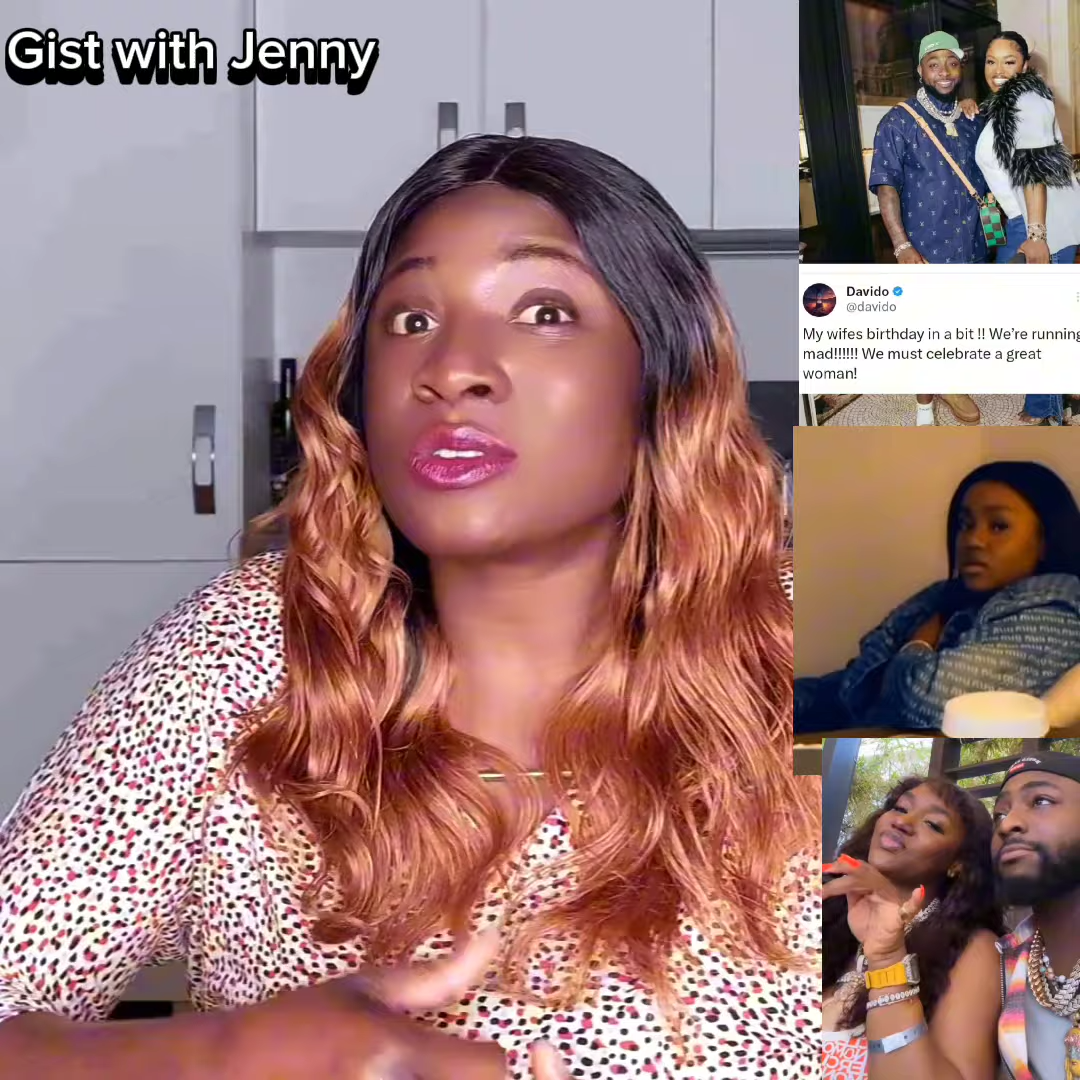 Gist with Jenny
Davido
@davido
My wifes birthday in a bit !! We're running
mad!!!!!! We must celebrate a great
woman!